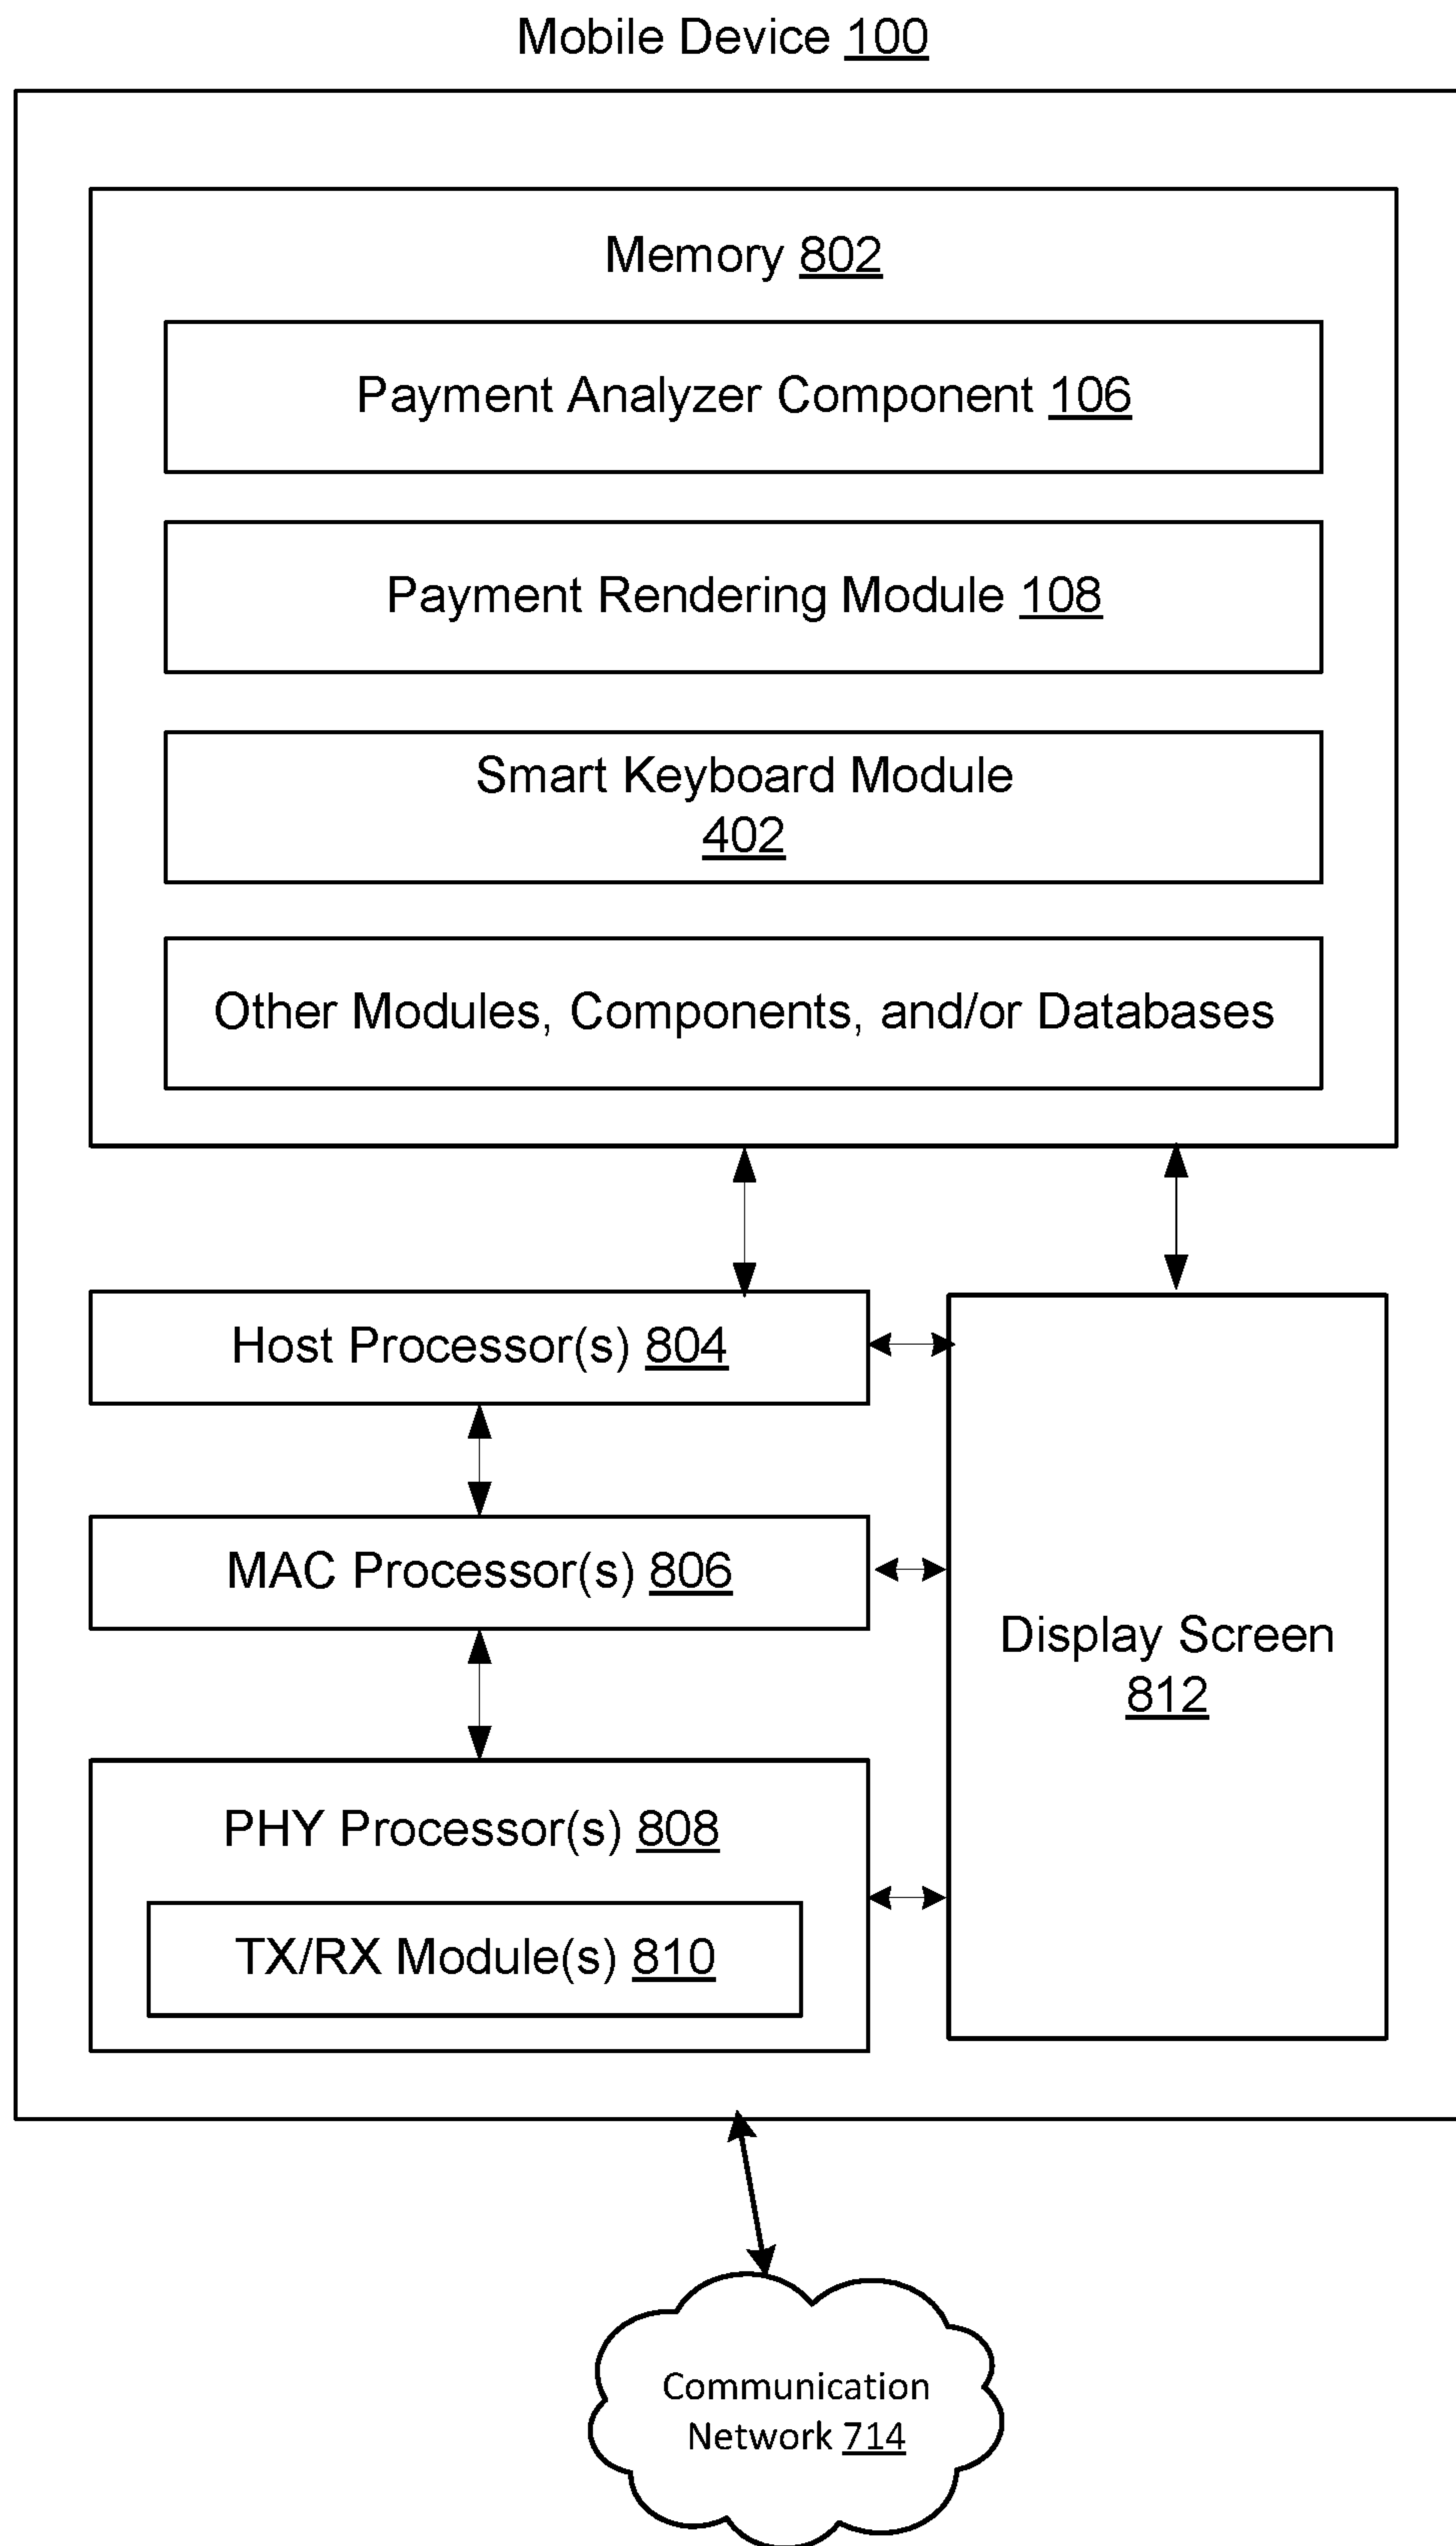 Mobile Device 100
Memory 802
Payment Analyzer Component 106
Payment Rendering Module 108
Smart Keyboard Module
402
Other Modules, Components, and/or Databases
Host Processor(s) 804
MAC Processor(s) 806
Display Screen
812
PHY Processor(s) 808
TX/RX Module(s) 810
Communication
Network 714